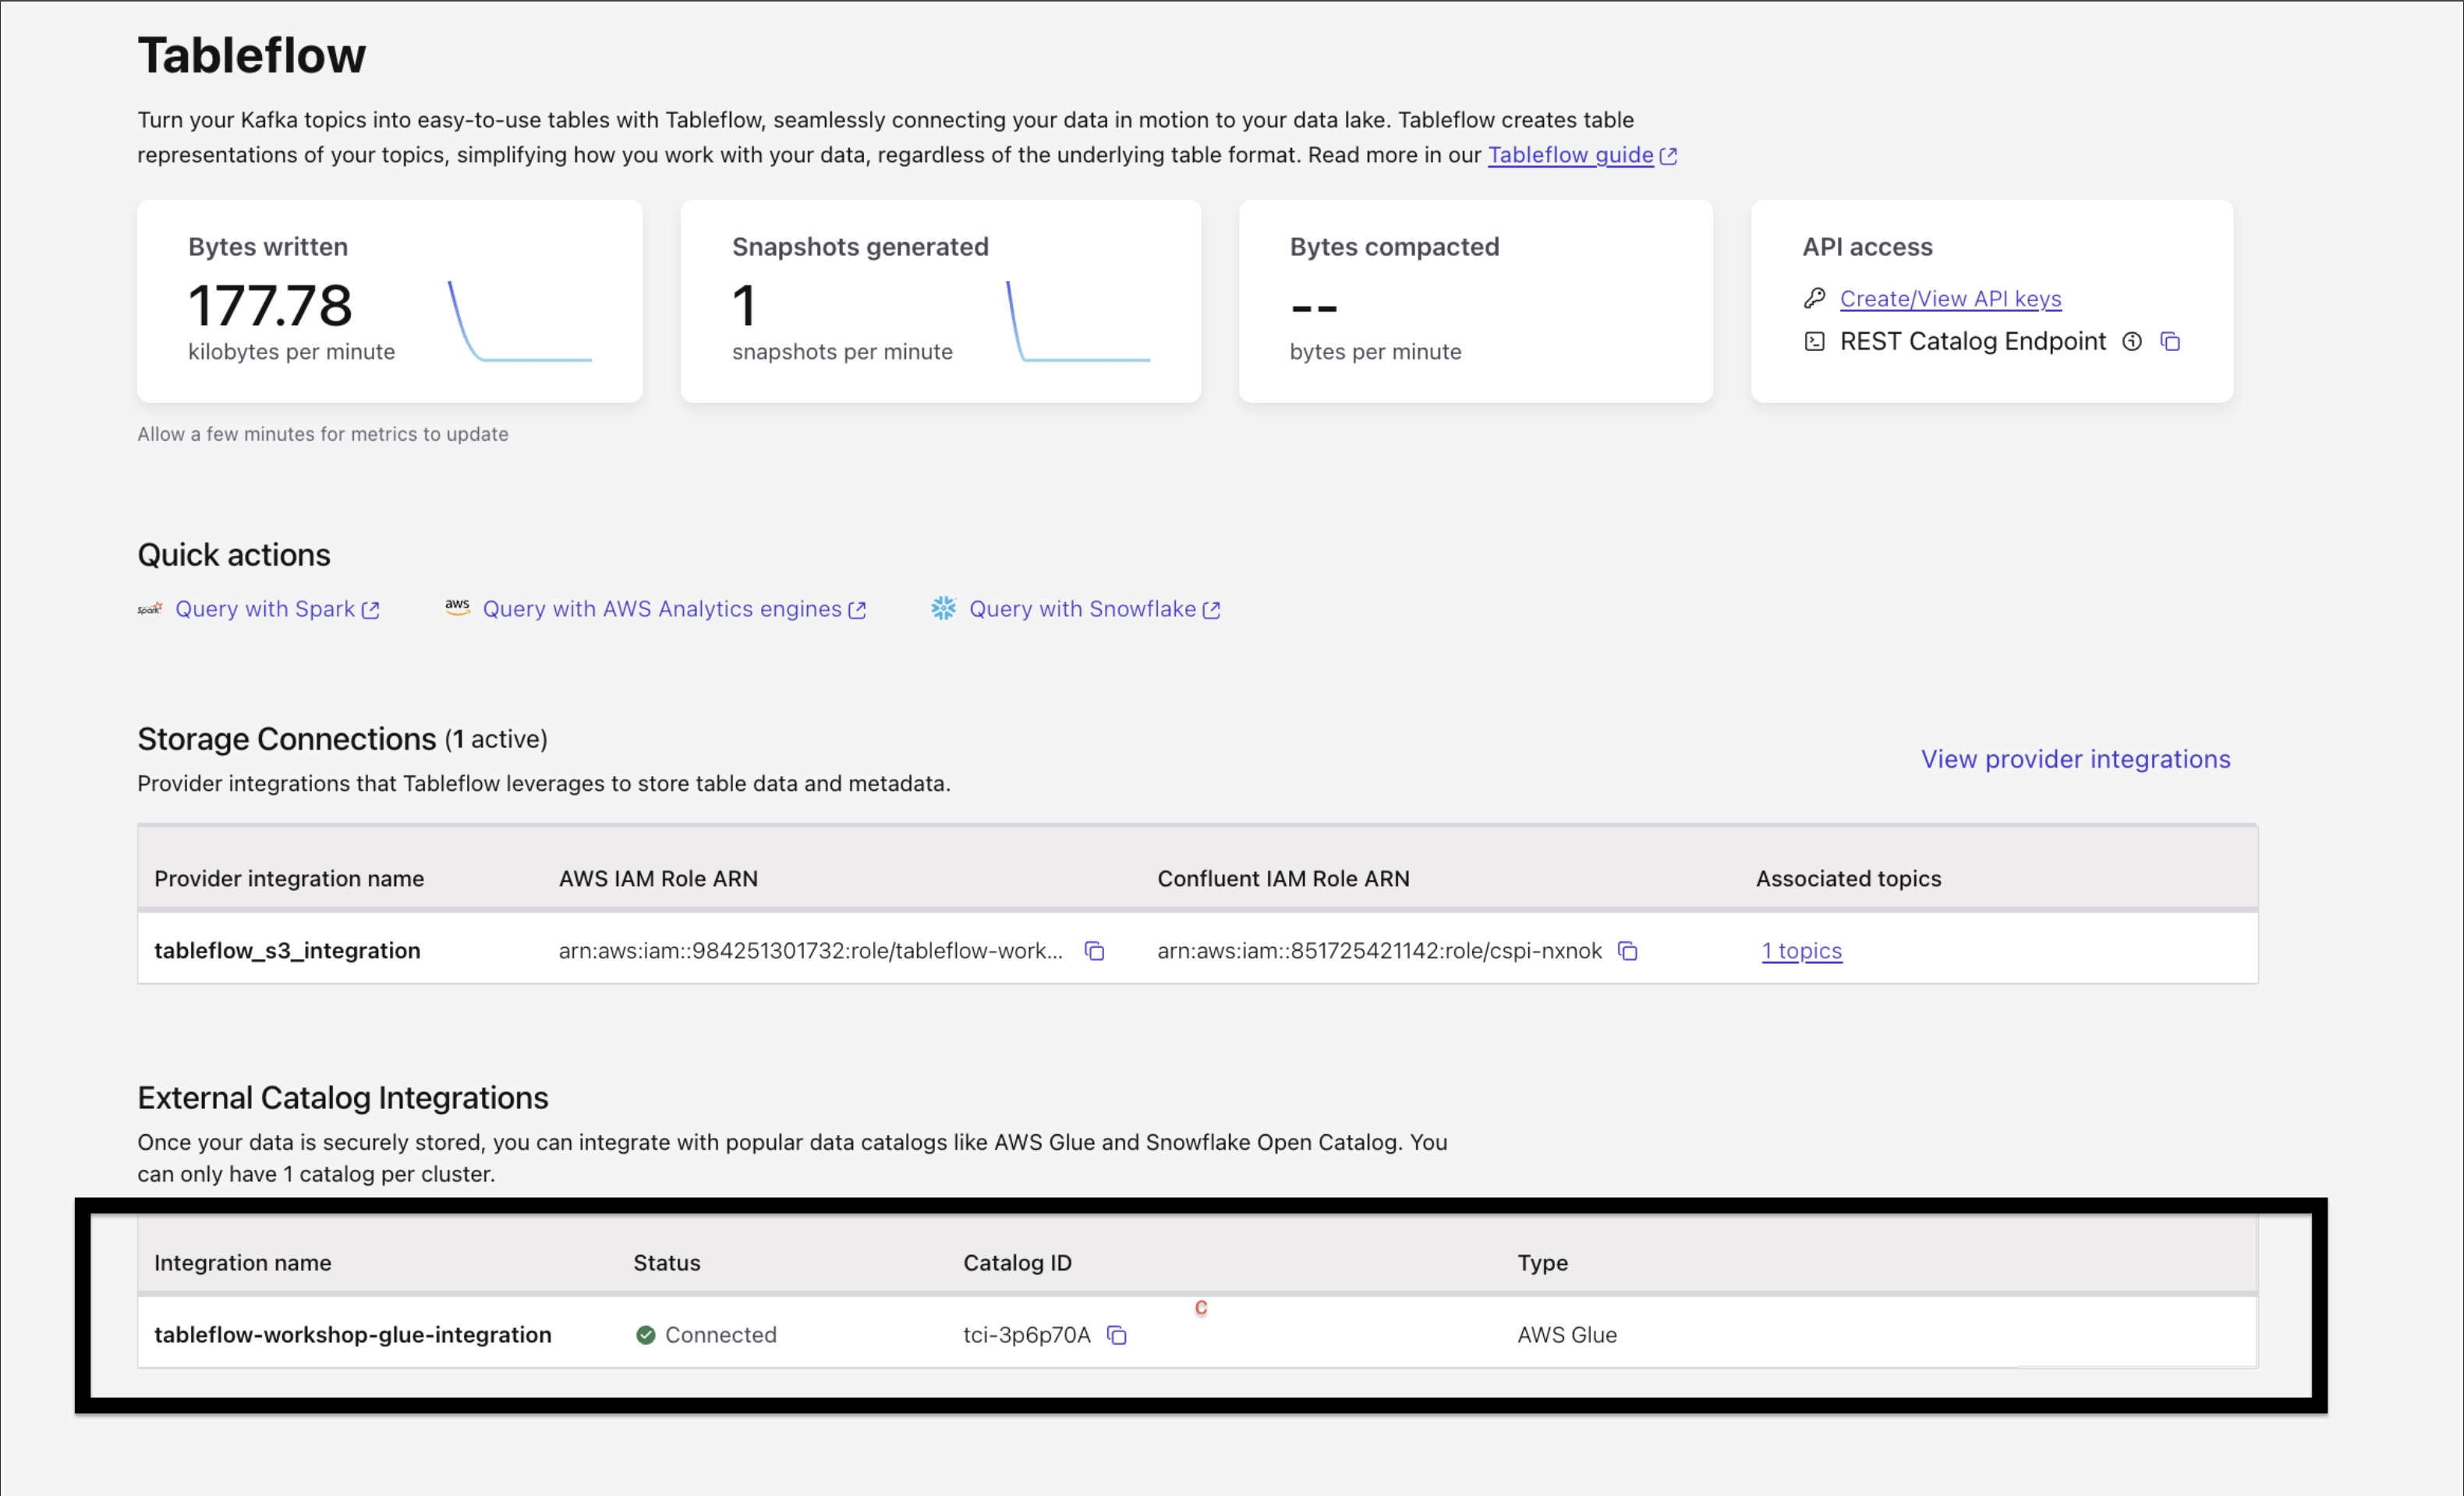 Tableflow
Turn your Kafka topics into easy-to-use tables with Tableflow, seamlessly connecting your data in motion to your data lake. Tableflow creates table
representations of your topics, simplifying how you work with your data, regardless of the underlying table format. Read more in our Tableflow guide
Bytes written
177.78
kilobytes per minute
Snapshots generated
1
snapshots per minute
Bytes compacted
--
bytes per minute
API access
Create/View API keys
REST Catalog Endpoint
Allow a few minutes for metrics to update
Quick actions
Spark Query with Spark
aws Query with AWS Analytics engines
Query with Snowflake
Storage Connections (1 active)
View provider integrations
Provider integrations that Tableflow leverages to store table data and metadata.
Provider integration name AWS IAM Role ARN Confluent IAM Role ARN Associated topics
tableflow_s3_integration arn:aws:iam::984251301732:role/tableflow-work... arn:aws:iam::851725421142:role/cspi-nxnok 1 topics
External Catalog Integrations
Once your data is securely stored, you can integrate with popular data catalogs like AWS Glue and Snowflake Open Catalog. You
can only have 1 catalog per cluster.
Integration name Status Catalog ID Type
c
tableflow-workshop-glue-integration Connected tci-3p6p70A AWS Glue